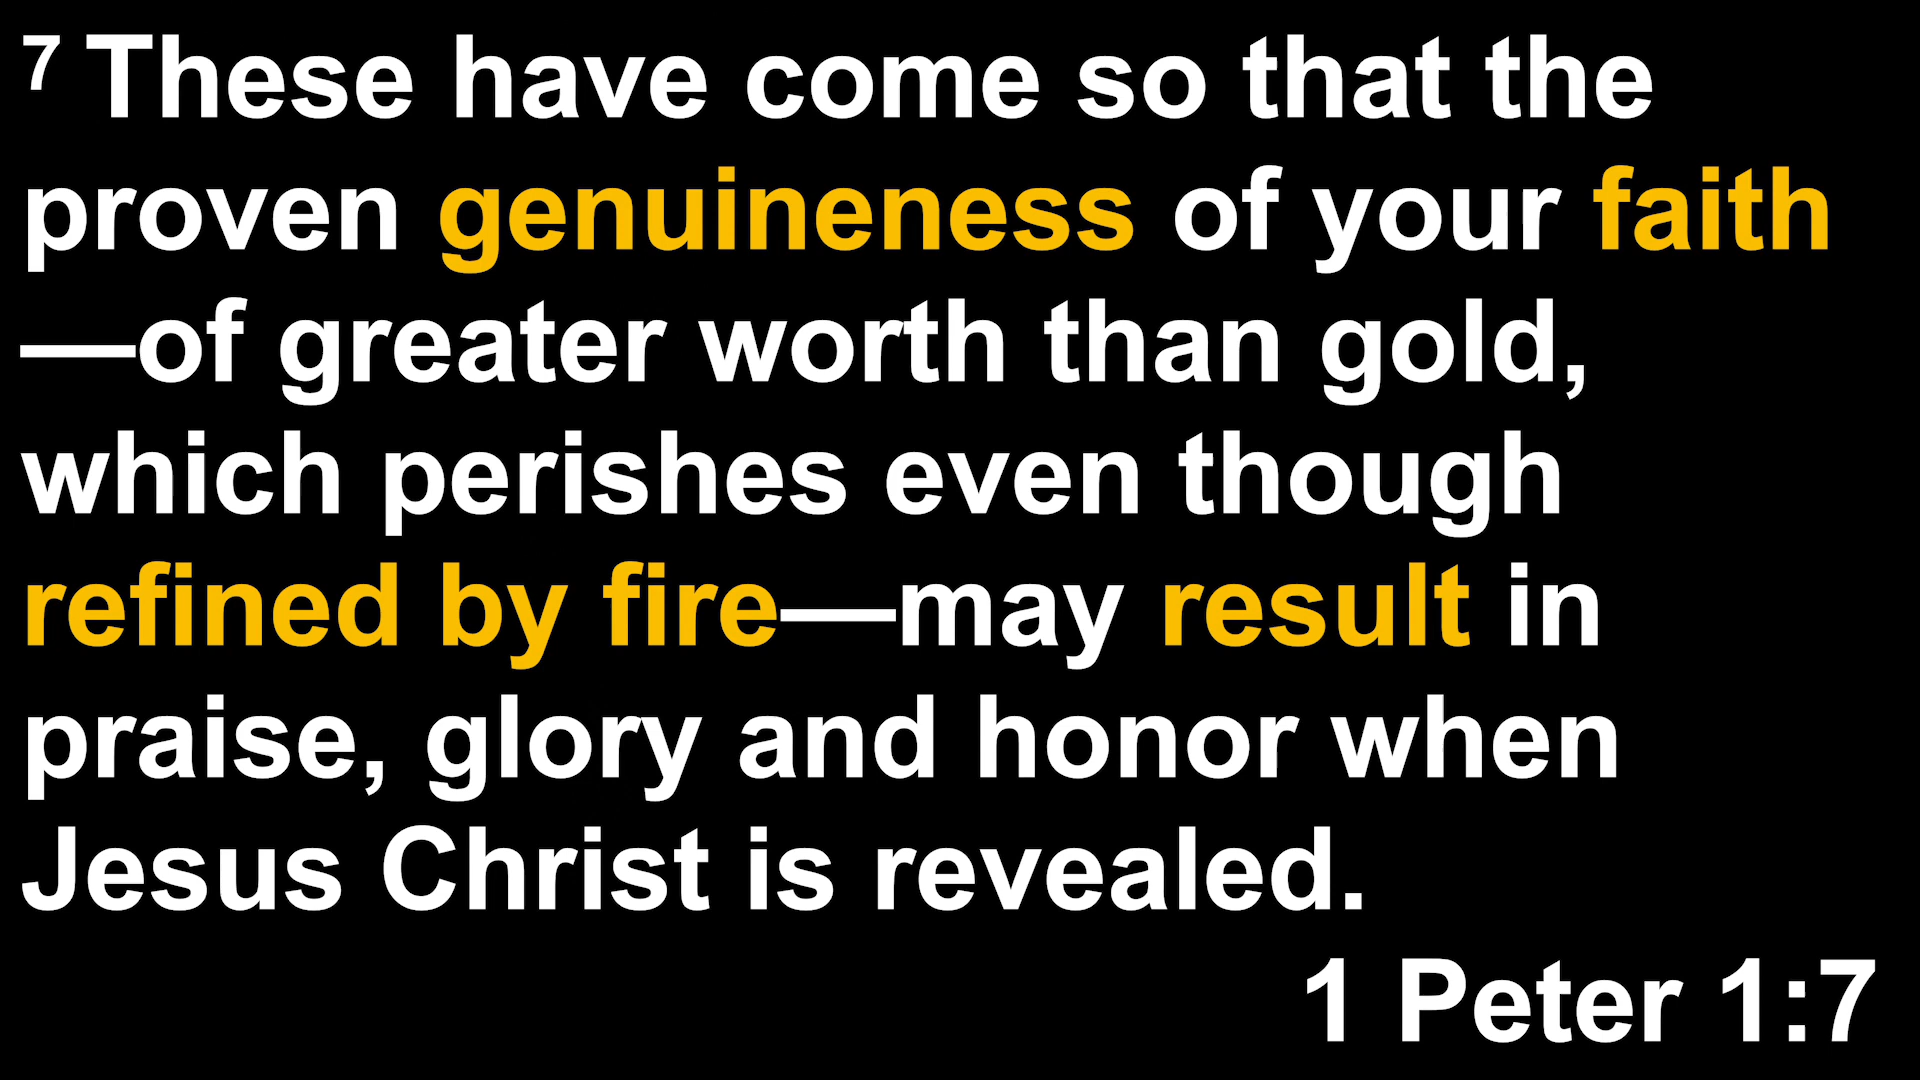 7 These have come so that the
proven genuineness of your faith
—of greater worth than gold,
which perishes even though
refined by fire—may result in
praise, glory and honor when
Jesus Christ is revealed.
1 Peter 1:7